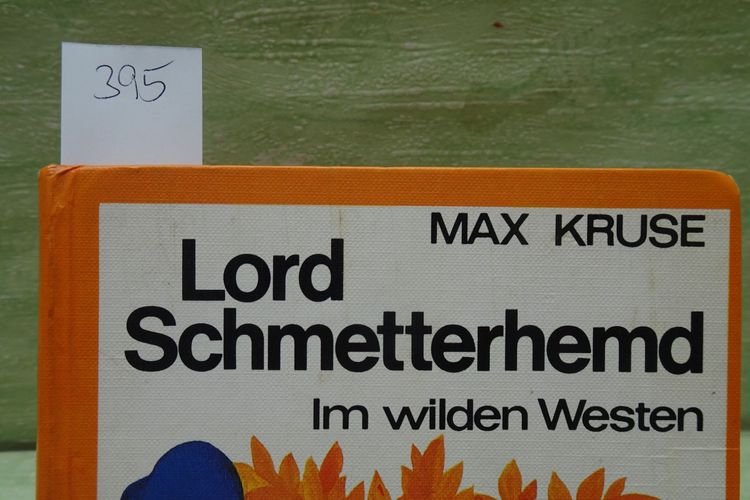 395
MAX KRUSE
Lord
Schmetterhemd
Im wilden Westen